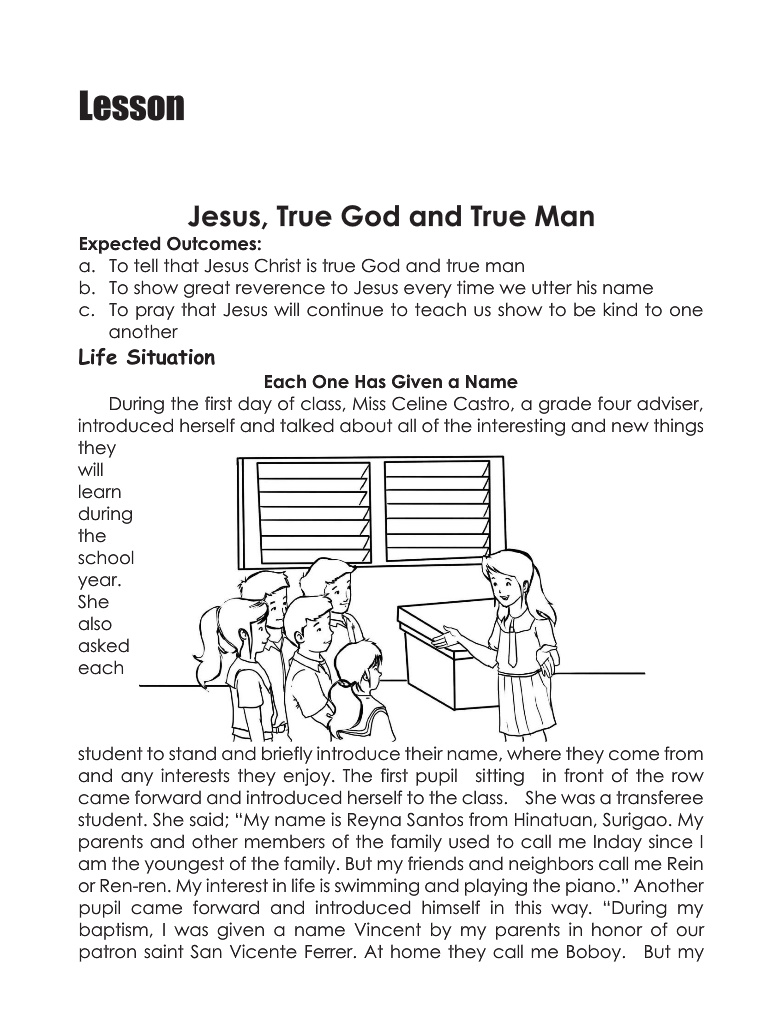 Lesson
Jesus, True God and True Man
Expected Outcomes:
a. To tell that Jesus Christ is true God and true man
b. To show great reverence to Jesus every time we utter his name
c. To pray that Jesus will continue to teach us show to be kind to one
another
Life Situation
Each One Has Given a Name
During the first day of class, Miss Celine Castro, a grade four adviser,
introduced herself and talked about all of the interesting and new things
they
will
learn
during
the
school
year.
She
also
asked
each
student to stand and briefly introduce their name, where they come from
and any interests they enjoy. The first pupil sitting in front of the row
came forward and introduced herself to the class. She was a transferee
student. She said; “My name is Reyna Santos from Hinatuan, Surigao. My
parents and other members of the family used to call me Inday since I
am the youngest of the family. But my friends and neighbors call me Rein
or Ren-ren. My interest in life is swimming and playing the piano.” Another
pupil came forward and introduced himself in this way. “During my
baptism, I was given a name Vincent by my parents in honor of our
patron saint San Vicente Ferrer. At home they call me Boboy. But my